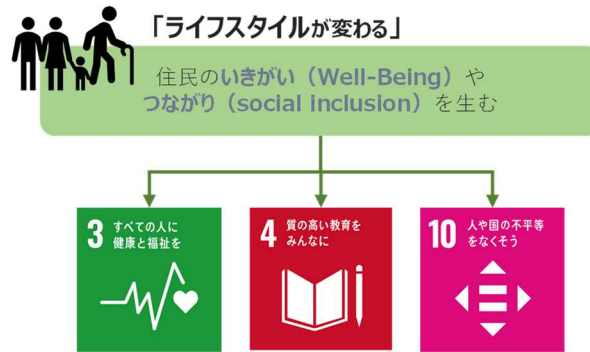 「ライフスタイルが変わる」
住民のいきがい（Well-Being）や
つながり（social inclusion）を生む
3 すべての人に
健康と福祉を
4 質の高い教育を
みんなに
10 人や国の不平等
をなくそう